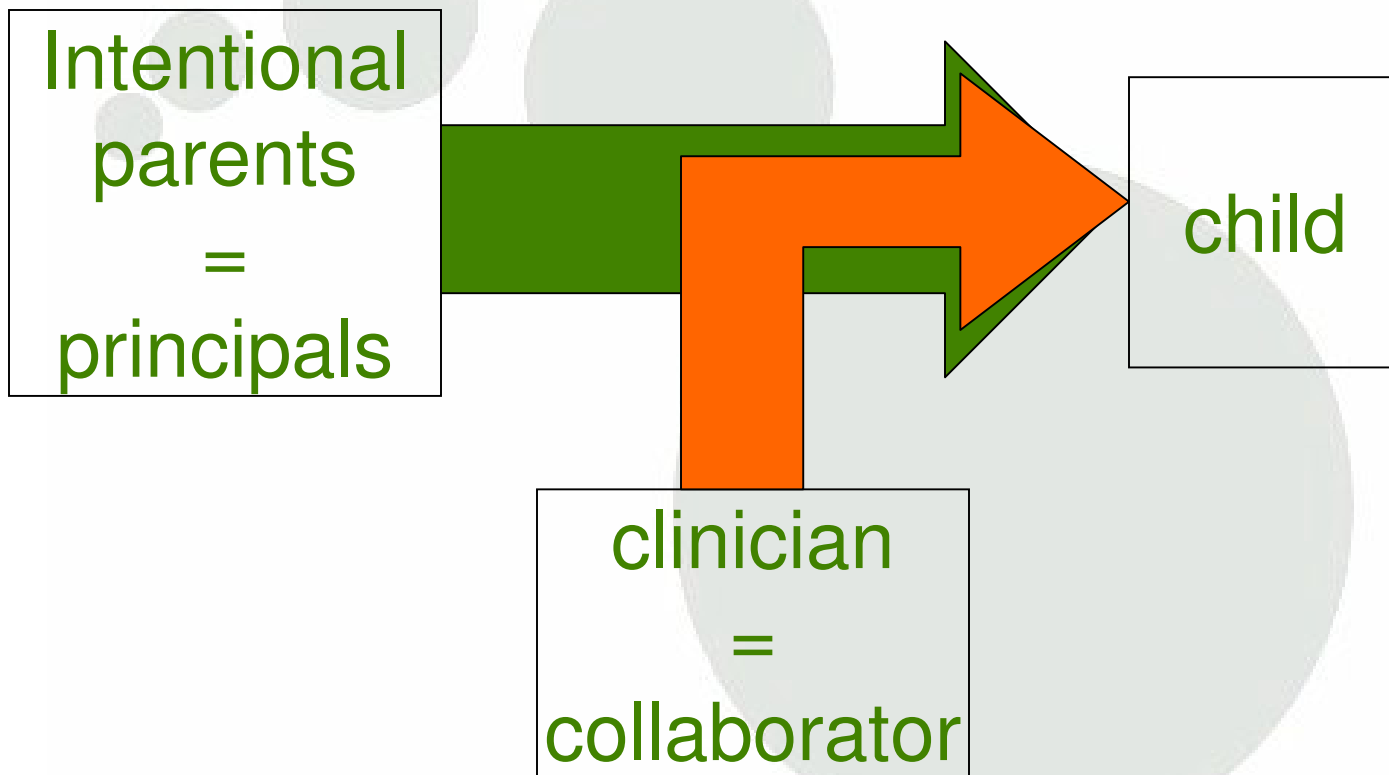 Intentional
parents
=
principals
child
clinician
=
collaborator